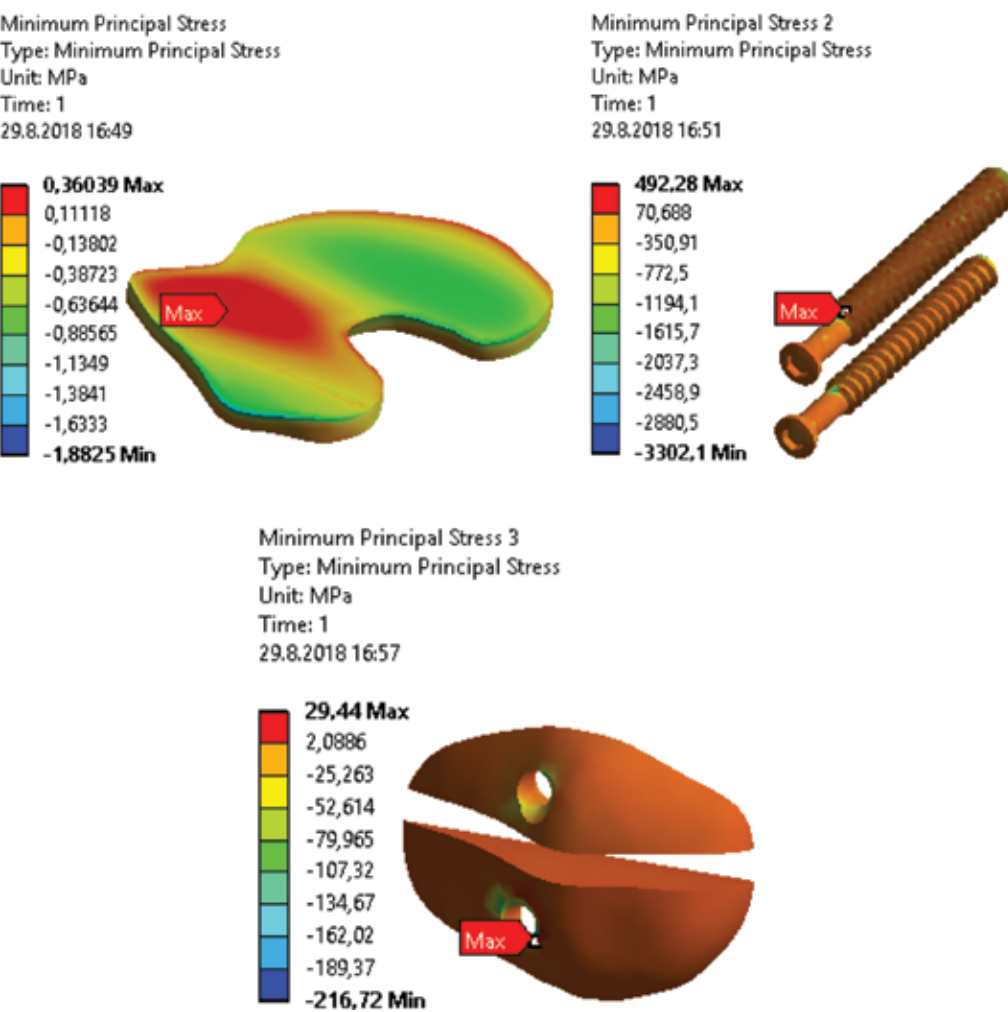 Minimum Principal Stress
Type: Minimum Principal Stress
Unit: MPa
Time: 1
29.8.2018 16:49
0,36039 Max
0,11118
-0,13802
-0,38723
-0,63644
-0,88565
-1,1349
-1,3841
-1,6333
-1,8825 Min
Max
Minimum Principal Stress 2
Type: Minimum Principal Stress
Unit: MPa
Time: 1
29.8.2018 16:51
492,28 Max
70,688
-350,91
-772,5
-1194,1
-1615,7
-2037,3
-2458,9
-2880,5
-3302,1 Min
Max
Minimum Principal Stress 3
Type: Minimum Principal Stress
Unit: MPa
Time: 1
29.8.2018 16:57
29,44 Max
2,0886
-25,263
-52,614
-79,965
-107,32
-134,67
-162,02
-189,37
-216,72 Min
Max